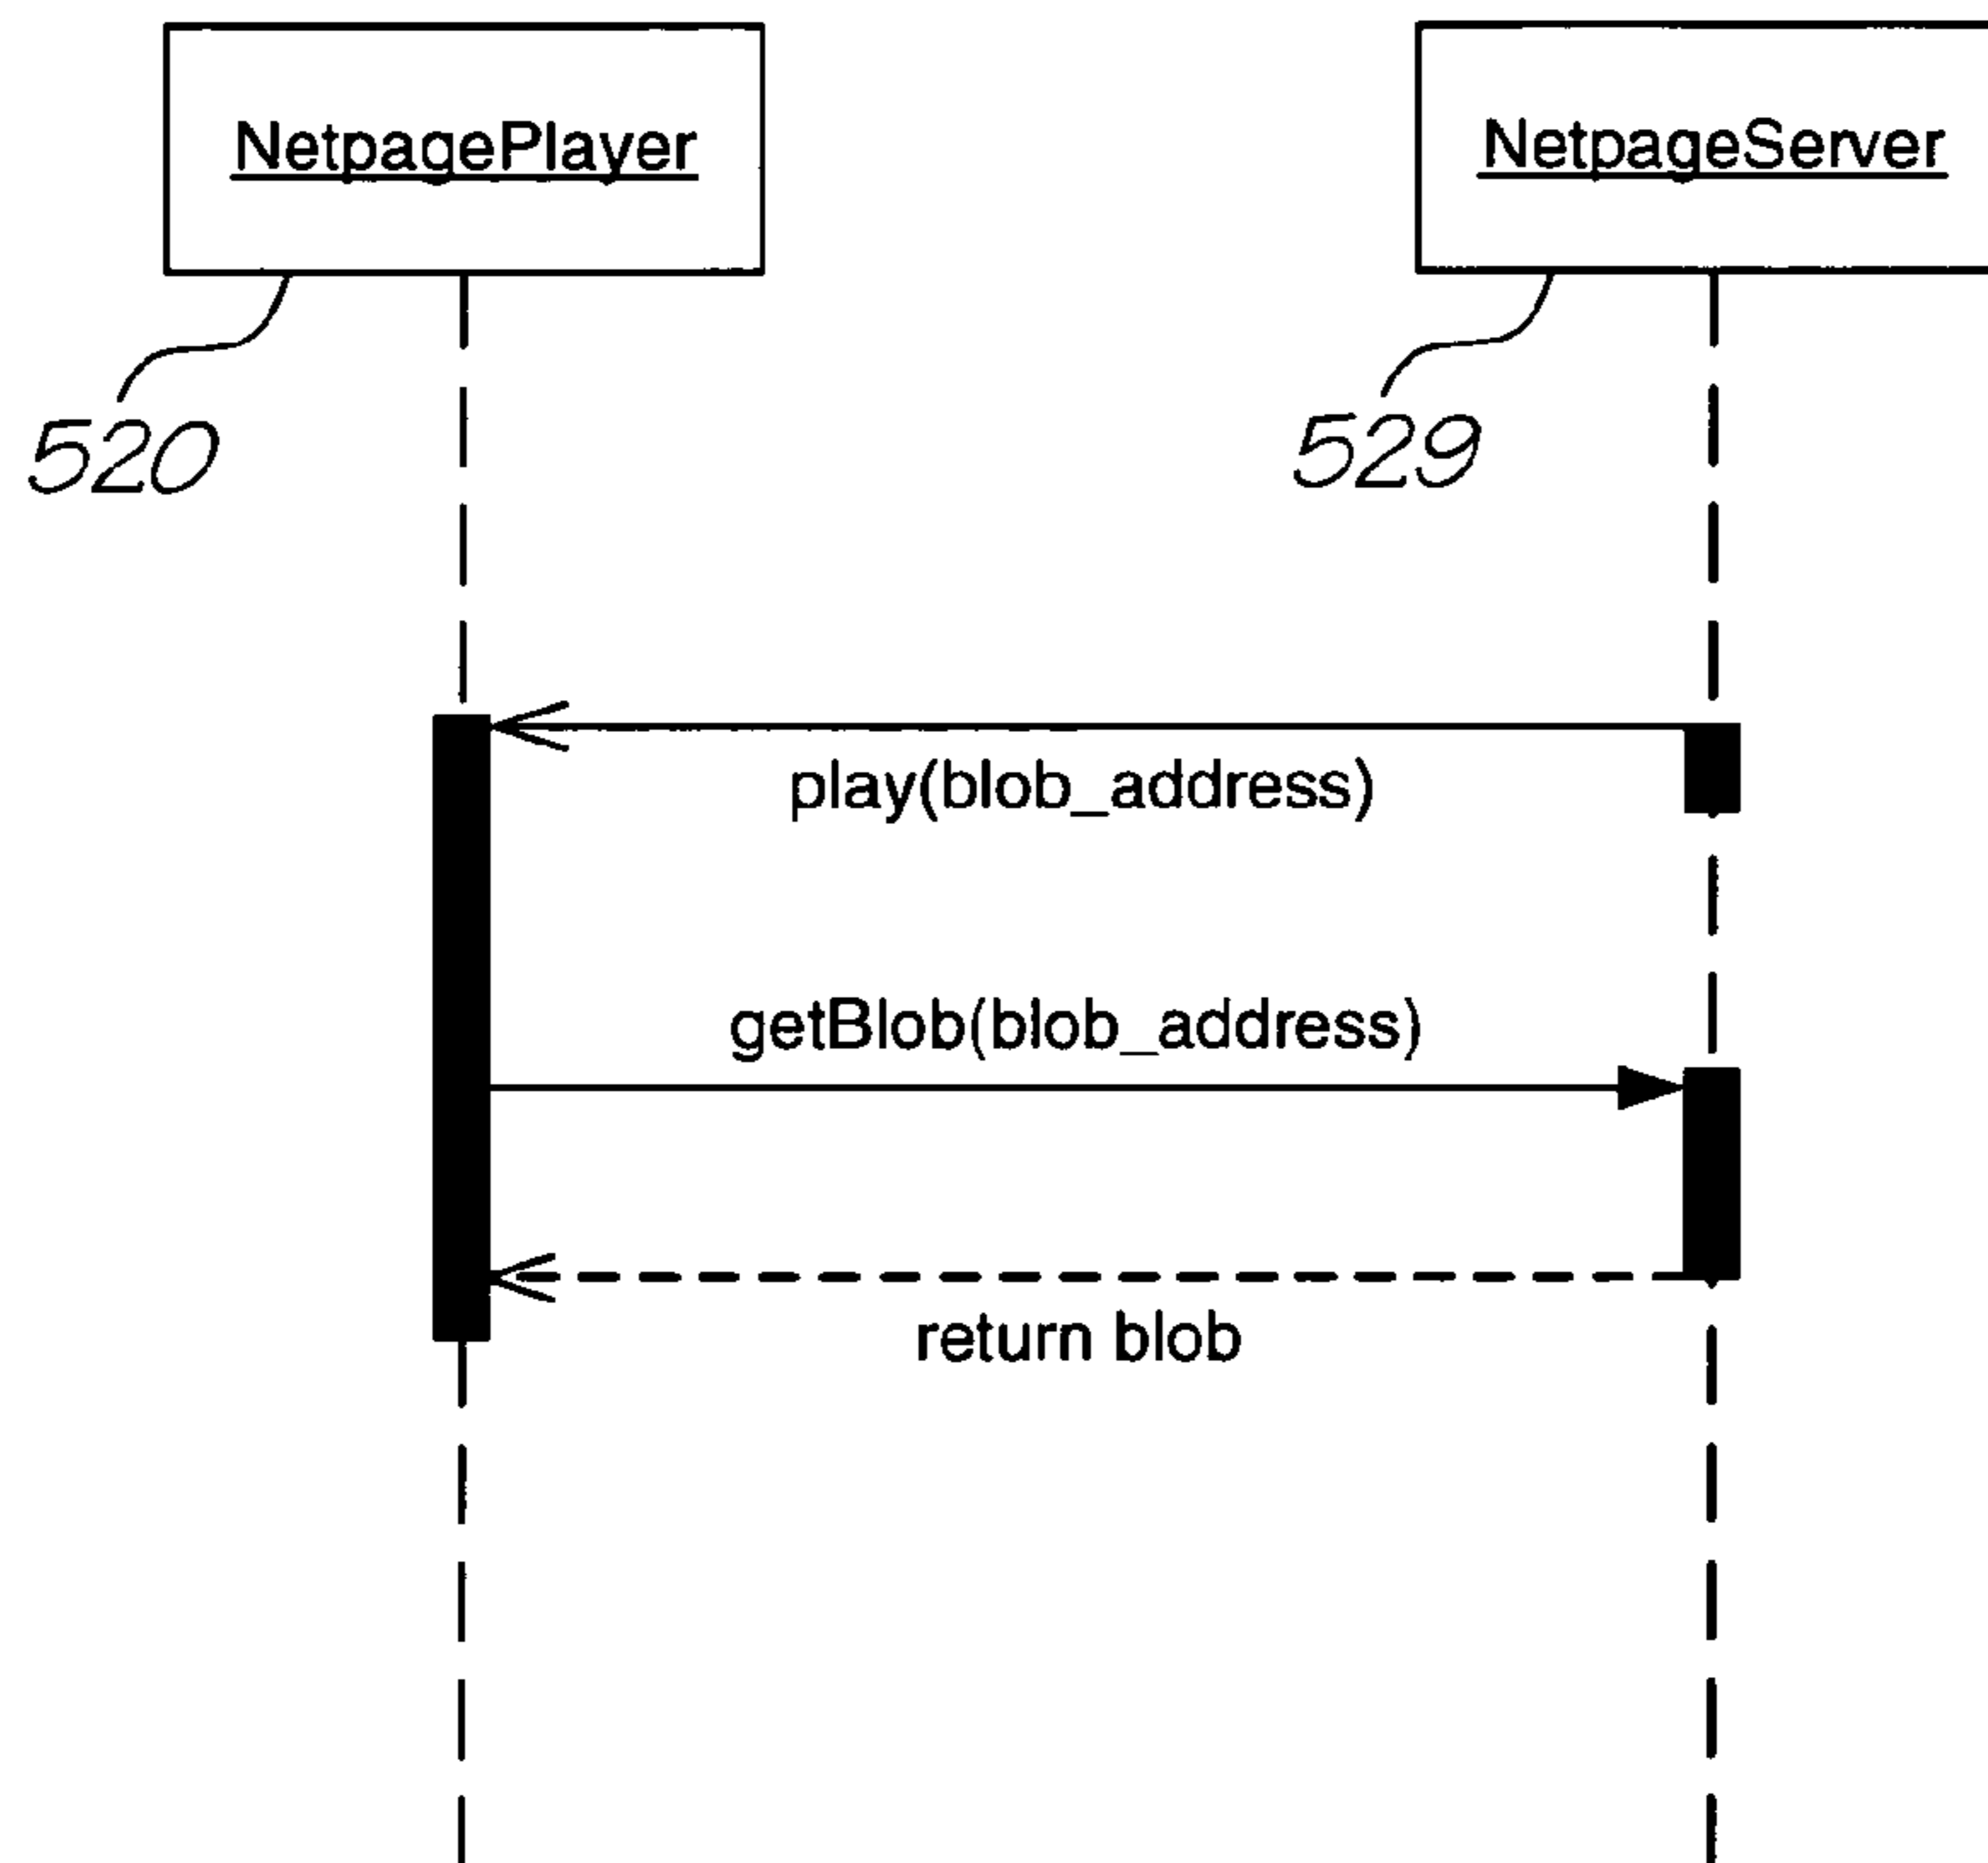 NetpagePlayer
NetpageServer
520
529
play(blob_address)
getBlob(blob_address)
return blob